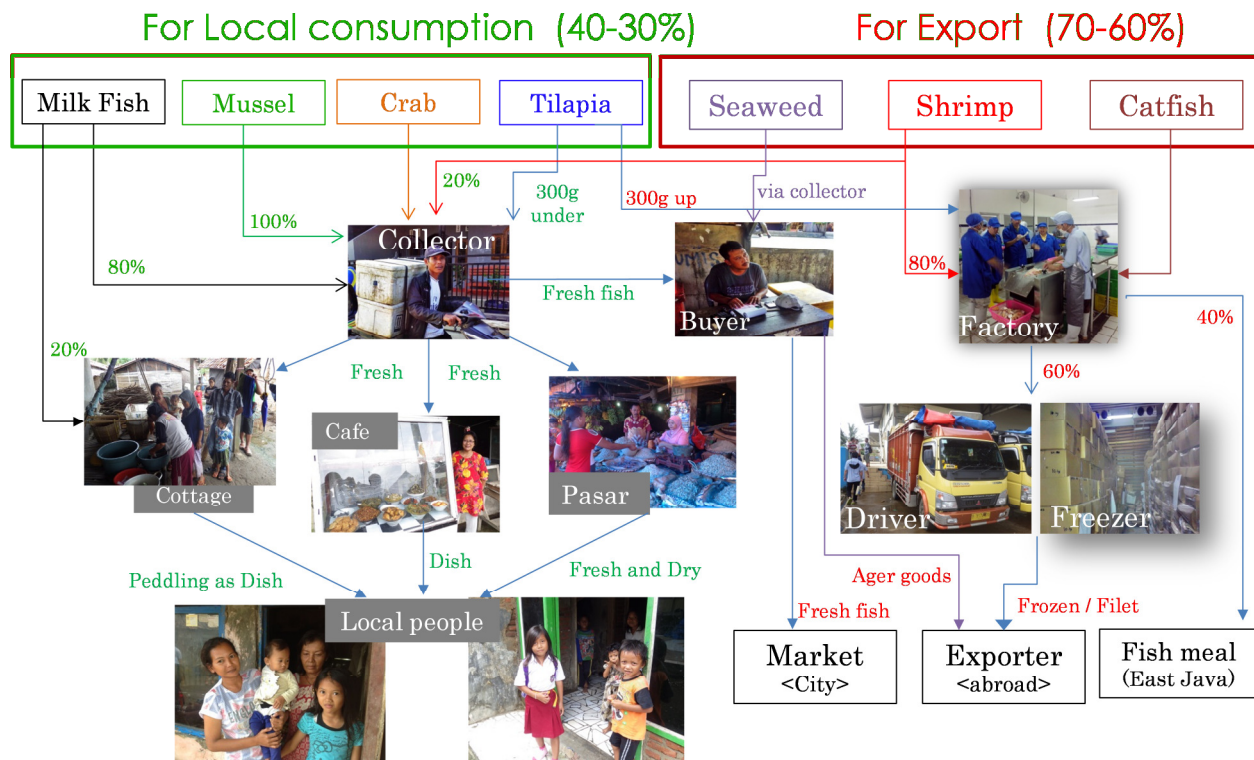 For Local consumption (40-30%)
For Export (70-60%)
Milk Fish
Mussel
Crab
Tilapia
Seaweed
Shrimp
Catfish
20%
300g
under
300g up
via collector
100%
Collector
80%
Fresh fish
Buyer
80%
Factory
40%
20%
Fresh
Fresh
60%
Cafe
Cottage
Pasar
Driver
Freezer
Peddling as Dish
Dish
Fresh and Dry
Ager goods
Fresh fish
Frozen / Filet
Local people
Market
<City>
Exporter
<abroad>
Fish meal
(East Java)